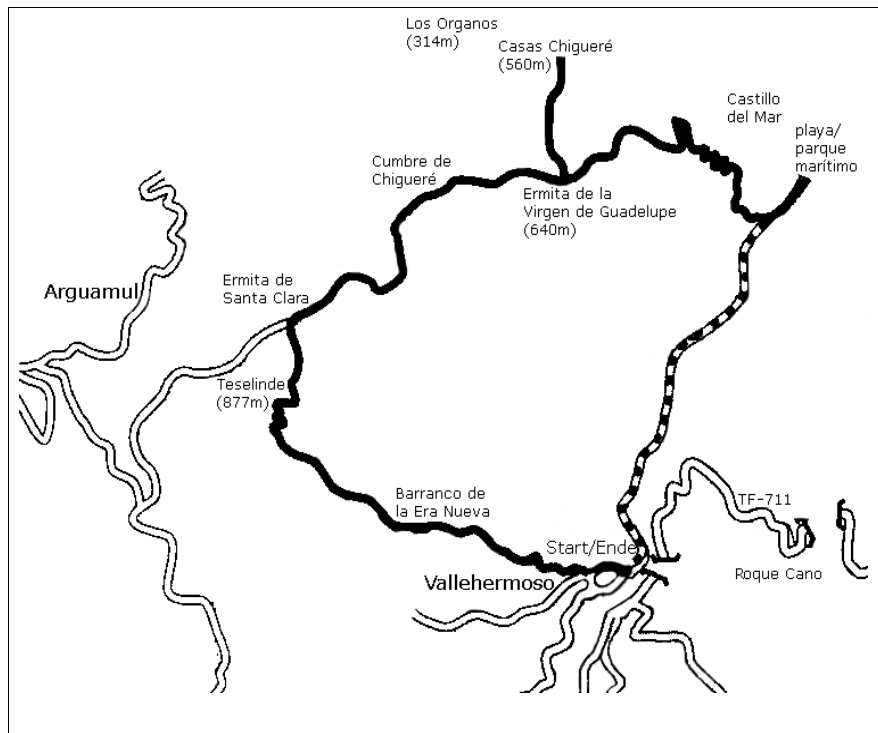 Los Organos
(314m)
Casas Chigueré
(560m)
Castillo
del Mar
playa/
parque
marítimo
Cumbre de
Chigueré
Ermita de la
Virgen de Guadelupe
(640m)
Ermita de
Santa Clara
Arguamul
Teselinde
(877m)
Barranco de
la Era Nueva
TF-711
Start/Ende
Roque Cano
Vallehermoso